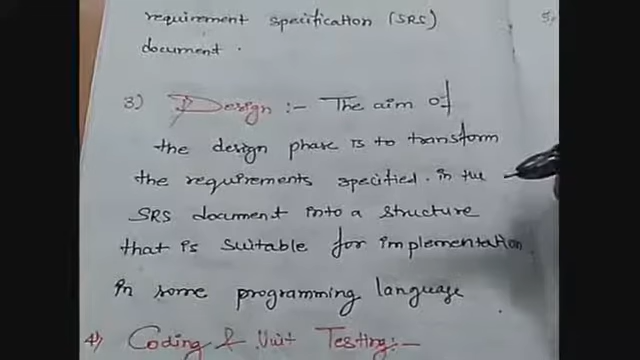 requirement specification (SRS)
document.
3) Design :- The aim of
the design phase is to transform
the requirements specified. in the
SRS document into a structure
that is suitable for implementation
in some programming language
4) Coding & Unit Testing:-